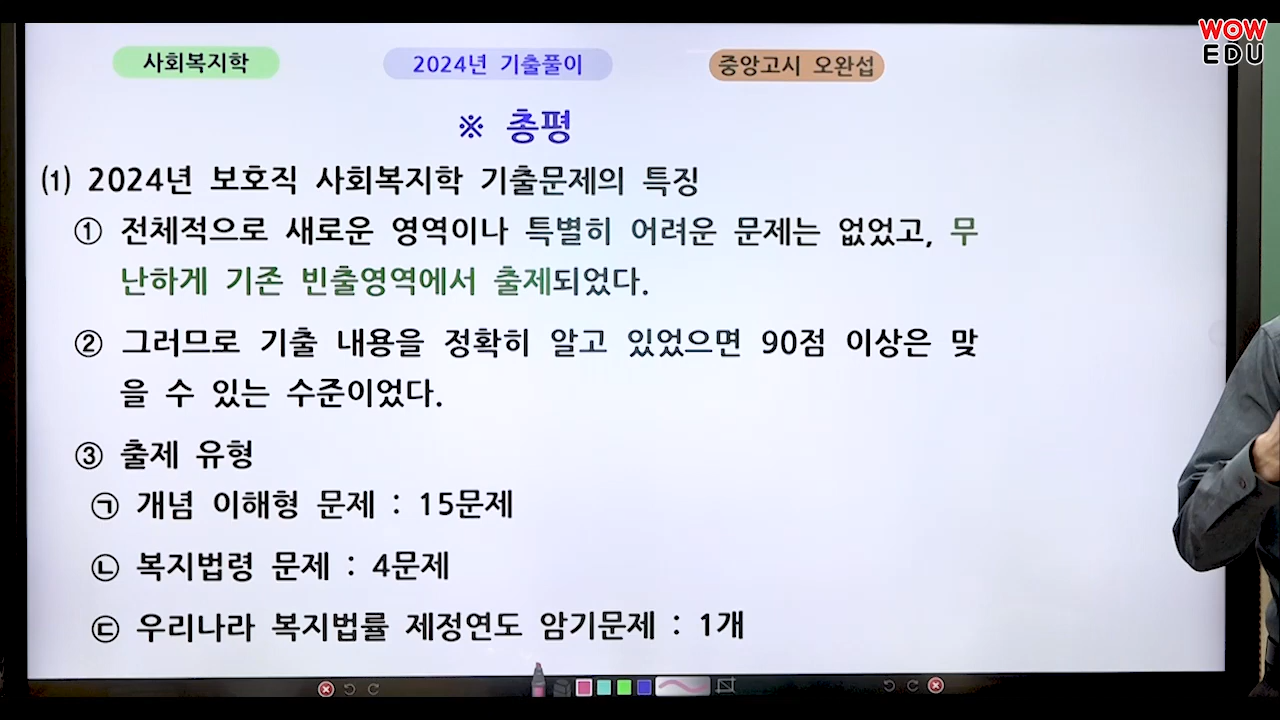 사회복지학
2024년 기출풀이
중앙고시 오완섭
WOW
EDU
※ 총평
⑴ 2024년 보호직 사회복지학 기출문제의 특징
① 전체적으로 새로운 영역이나 특별히 어려운 문제는 없었고, 무
난하게 기존 빈출영역에서 출제되었다.
② 그러므로 기출 내용을 정확히 알고 있었으면 90점 이상은 맞
을 수 있는 수준이었다.
③ 출제 유형
㉠ 개념 이해형 문제 : 15문제
㉡ 복지법령 문제 : 4문제
㉢ 우리나라 복지법률 제정연도 암기문제 : 1개